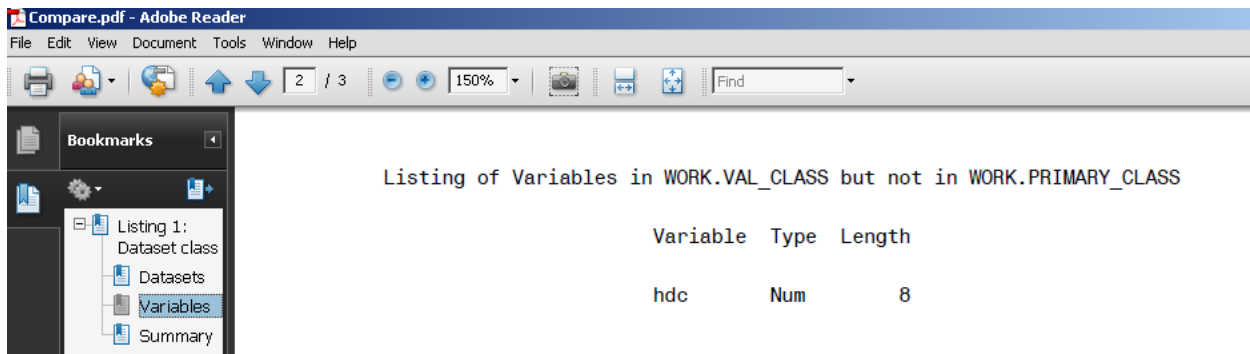 Compare.pdf - Adobe Reader
File Edit View Document Tools Window Help
2 / 3 150% Find
Bookmarks
Listing 1:
Dataset class
Datasets
Variables
Summary
Listing of Variables in WORK.VAL_CLASS but not in WORK.PRIMARY_CLASS
Variable Type Length
hdc Num 8